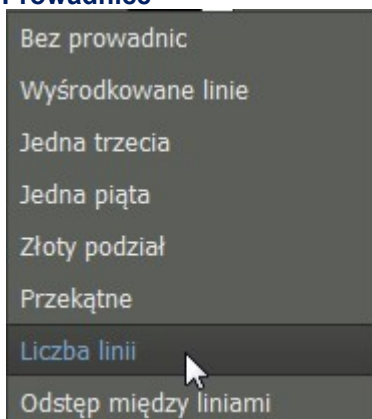 Prowadnice
Bez prowadnic
Wyśrodkowane linie
Jedna trzecia
Jedna piąta
Złoty podział
Przekątne
Liczba linii
Odstęp między liniami